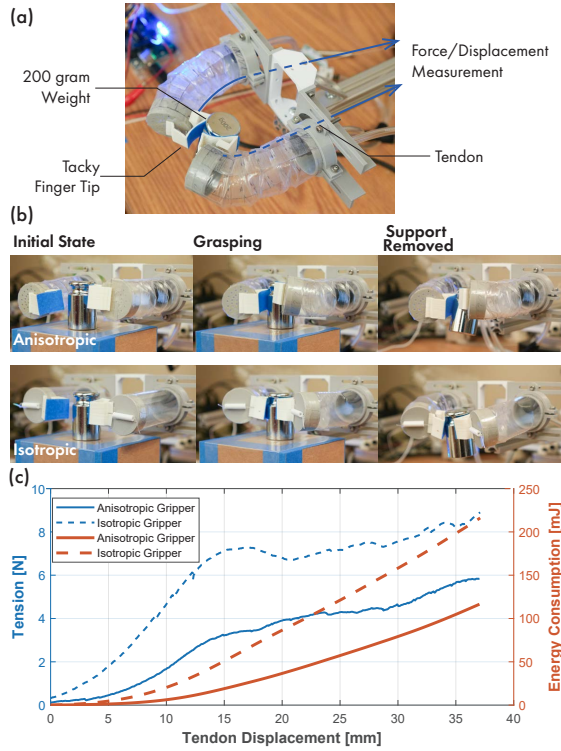 (a)
Force/Displacement
Measurement
200 gram
Weight
Tendon
Tacky
Finger Tip
(b)
Initial State
Grasping
Support
Removed
Anisotropic
Isotropic
(c)
Anisotropic Gripper
Isotropic Gripper
Anisotropic Gripper
Isotropic Gripper
Tension [N]
10
8
6
4
2
0
Energy Consumption [mJ]
250
200
150
100
50
0
0 5 10 15 20 25 30 35 40
Tendon Displacement [mm]